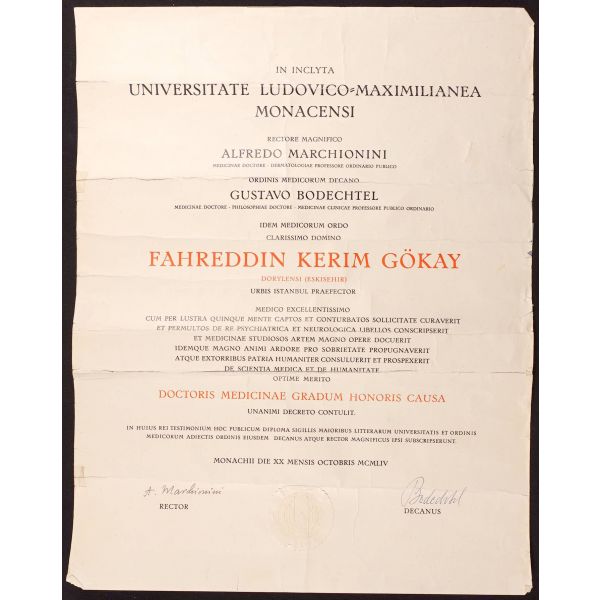 IN INCLYTA
UNIVERSITATE LUDOVICO=MAXIMILIANEA
MONACENSI
RECTORE MAGNIFICO
ALFREDO MARCHIONINI
MEDICINAE DOCTORE · DERMATOLOGIAE PROFESSORE ORDINARIO PUBLICO
ORDINIS MEDICORUM DECANO
GUSTAVO BODECHTEL
MEDICINAE DOCTORE · PHILOSOPHIAE DOCTORE · MEDICINAE CLINICAE PROFESSORE PUBLICO ORDINARIO
IDEM MEDICORUM ORDO
CLARISSIMO DOMINO
FAHREDDIN KERIM GÖKAY
DORYLENSI (ESKISEHIR)
URBIS ISTANBUL PRAEFECTOR
MEDICO EXCELLENTISSIMO
CUM PER LUSTRA QUINQUE MENTE CAPTOS ET CONTURBATOS SOLLICITATE CURAVERIT
ET PERMULTOS DE RE PSYCHIATRICA ET NEUROLOGICA LIBELLOS CONSCRIPSERIT
ET MEDICINAE STUDIOSOS ARTEM MAGNO OPERE DOCUERIT
IDEMQUE MAGNO ANIMI ARDORE PRO SOBRIETATE PROPUGNAVERIT
ATQUE EXTORRIBUS PATRIA HUMANITER CONSULUERIT ET PROSPEXERIT
DE SCIENTIA MEDICA ET DE HUMANITATE
OPTIME MERITO
DOCTORIS MEDICINAE GRADUM HONORIS CAUSA
UNANIMI DECRETO CONTULIT.
IN HUIUS REI TESTIMONIUM HOC PUBLICUM DIPLOMA SIGILLIS MAIORIBUS LITTERARUM UNIVERSITATIS ET ORDINIS
MEDICORUM ADIECTIS ORDINIS EIUSDEM DECANUS ATQUE RECTOR MAGNIFICUS IPSI SUBSCRIPSERUNT.
MONACHII DIE XX MENSIS OCTOBRIS MCMLIV
A. Marchionini
Bodechtel
RECTOR
DECANUS